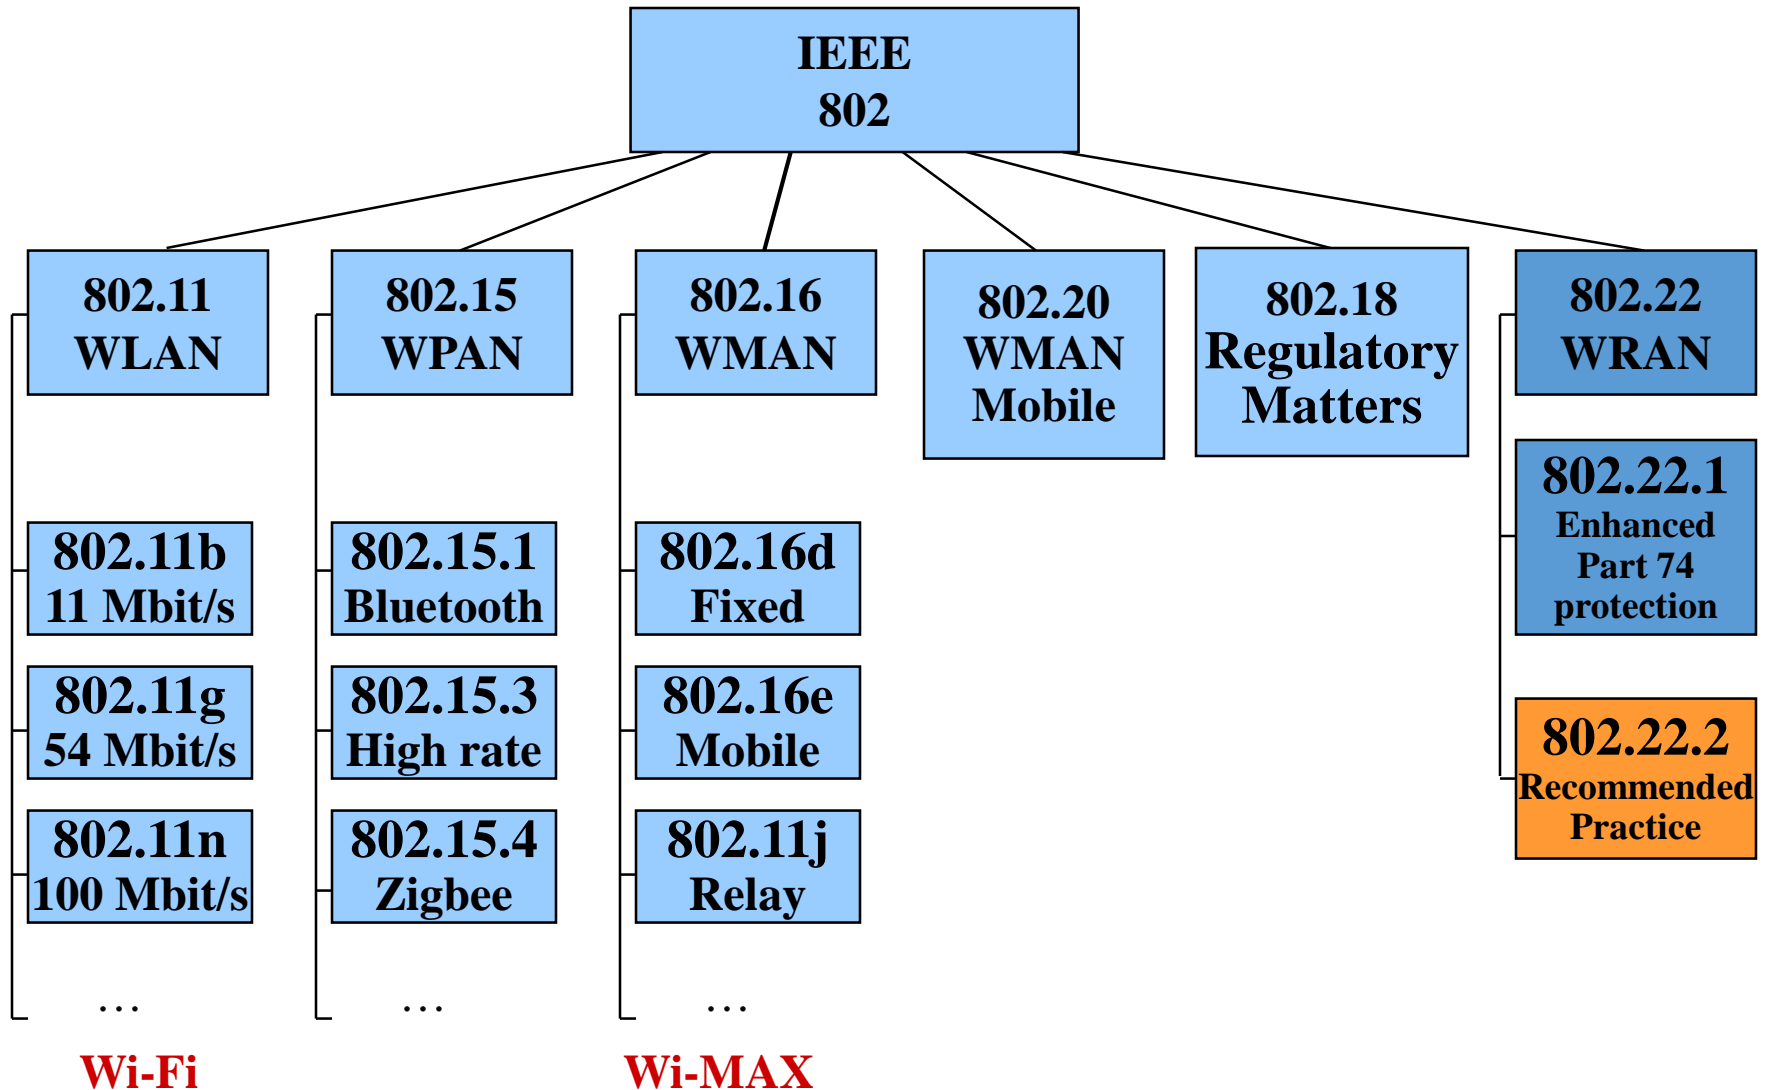 IEEE
802
802.11
WLAN
802.15
WPAN
802.16
WMAN
802.20
WMAN
Mobile
802.18
Regulatory
Matters
802.22
WRAN
802.11b
11 Mbit/s
802.11g
54 Mbit/s
802.11n
100 Mbit/s
…
Wi-Fi
802.15.1
Bluetooth
802.15.3
High rate
802.15.4
Zigbee
…
802.16d
Fixed
802.16e
Mobile
802.11j
Relay
…
Wi-MAX
802.22.1
Enhanced
Part 74
protection
802.22.2
Recommended
Practice